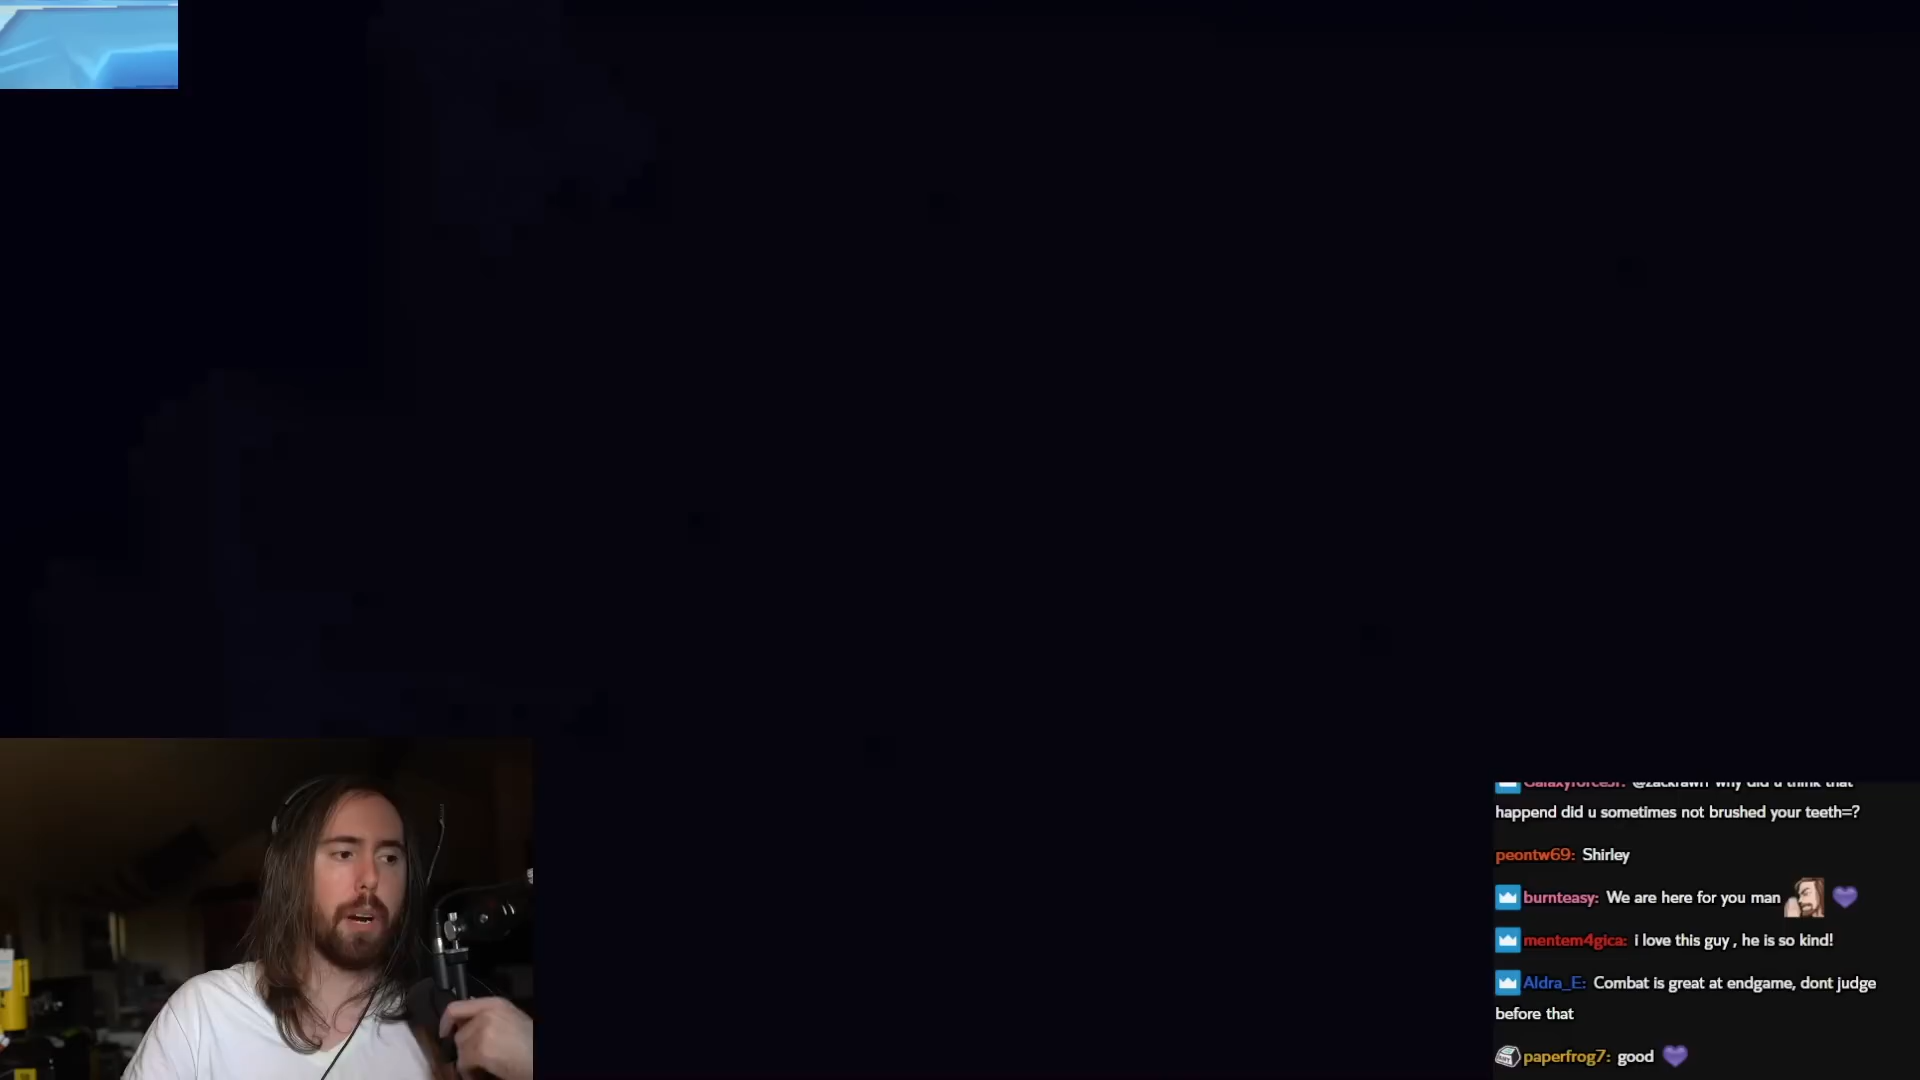 happend did u sometimes not brushed your teeth=?
peontw69: Shirley
burnteasy: We are here for you man
mentem4gica: i love this guy , he is so kind!
Aldra_E: Combat is great at endgame, dont judge
before that
paperfrog7: good